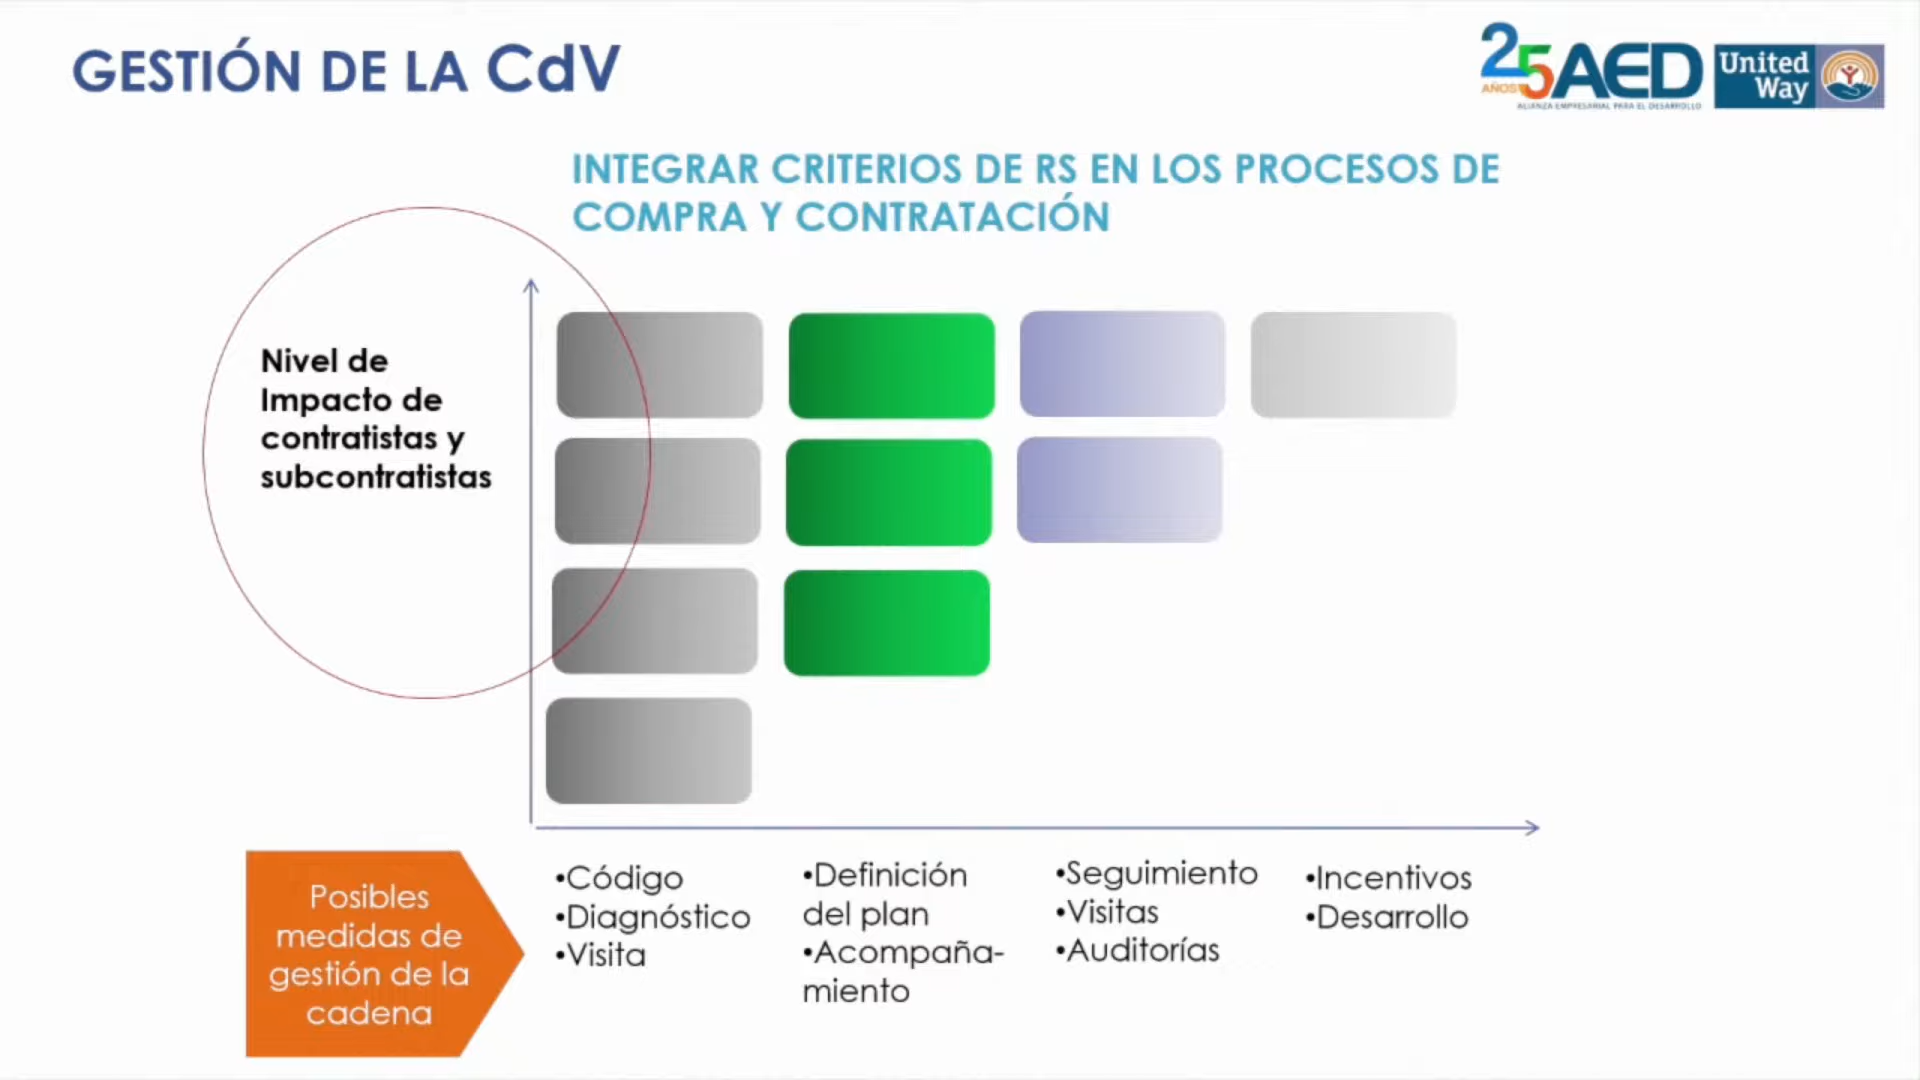 GESTIÓN DE LA CdV
25 AÑOS AED
ALIANZA EMPRESARIAL PARA EL DESARROLLO
United
Way
INTEGRAR CRITERIOS DE RS EN LOS PROCESOS DE
COMPRA Y CONTRATACIÓN
Nivel de
Impacto de
contratistas y
subcontratistas
Posibles
medidas de
gestión de la
cadena
•Código
•Diagnóstico
•Visita
•Definición
del plan
•Acompaña-
miento
•Seguimiento
•Visitas
•Auditorías
•Incentivos
•Desarrollo